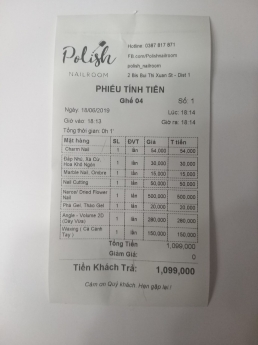 Polish
NAILROOM
Hotline: 0367 817 871
FB.com/Polishnailroom
polish_nailroom
2 Bis Bùi Thị Xuân St - Dist 1
PHIẾU TÍNH TIỀN
Ghế 04
Số: 1
Ngày: 18/06/2019
Lúc: 18:14
Giờ vào: 18:13
Giờ ra: 18:14
Tổng thời gian: 0h 1'
Mặt hàng SL ĐVT Giá T tiền
Charm Nail 1 lần 54,000 54,000
Đắp Nhũ, Xà Cừ,
Hoa Khô Ngón 1 lần 30,000 30,000
Marble Nail, Ombre 1 lần 15,000 15,000
Nail Cutting 1 lần 50,000 50,000
Nance/ Dried Flower
Nail 1 lần 500,000 500,000
Phá Gel, Tháo Gel 1 lần 20,000 20,000
Angle - Volume 2D
(Dày Vừa) 1 lần 280,000 280,000
Waxing ( Cả Cánh
Tay ) 1 lần 150,000 150,000
Tổng Tiền 1,099,000
Giảm Giá: 0
Tiền Khách Trả: 1,099,000
Cảm ơn Quý khách. Hẹn gặp lại !